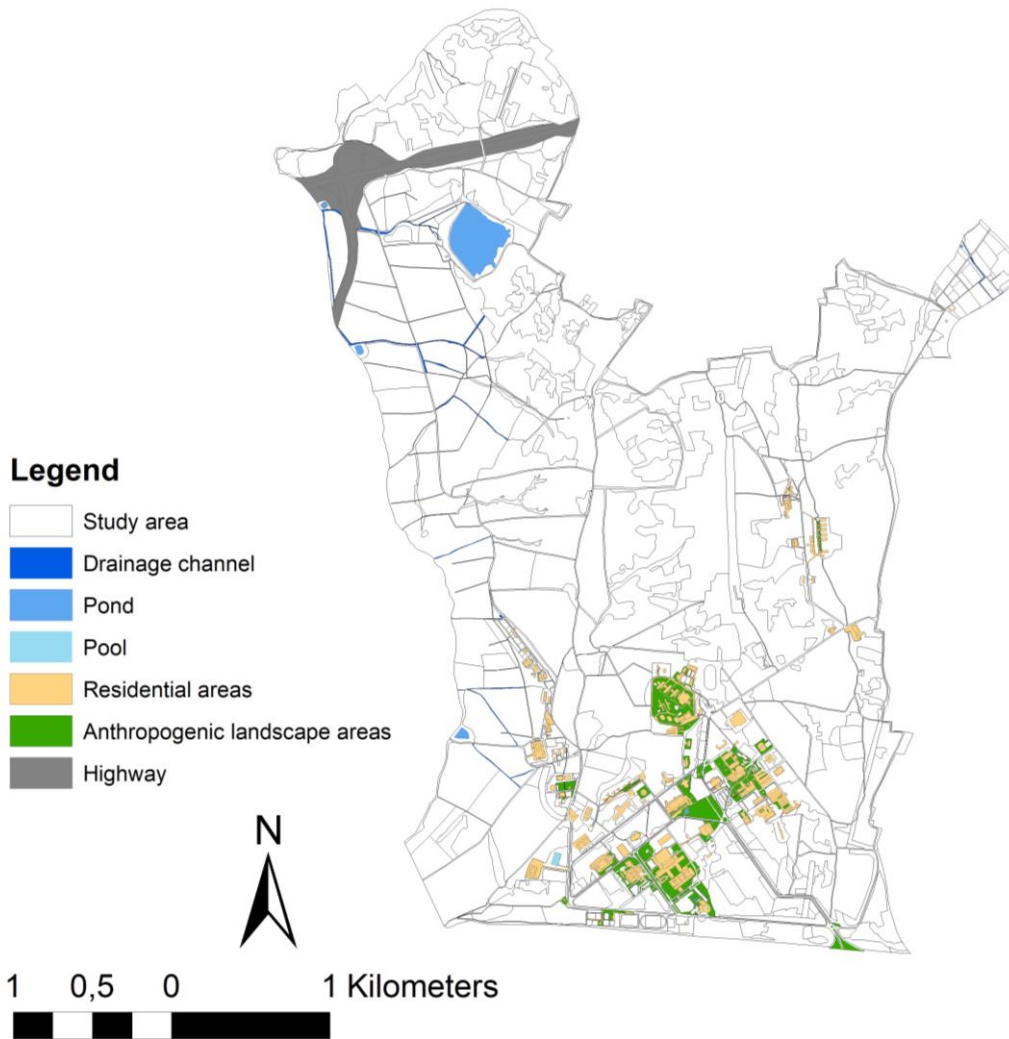 Legend
Study area
Drainage channel
Pond
Pool
Residential areas
Anthropogenic landscape areas
Highway
N
1 0,5 0 1 Kilometers